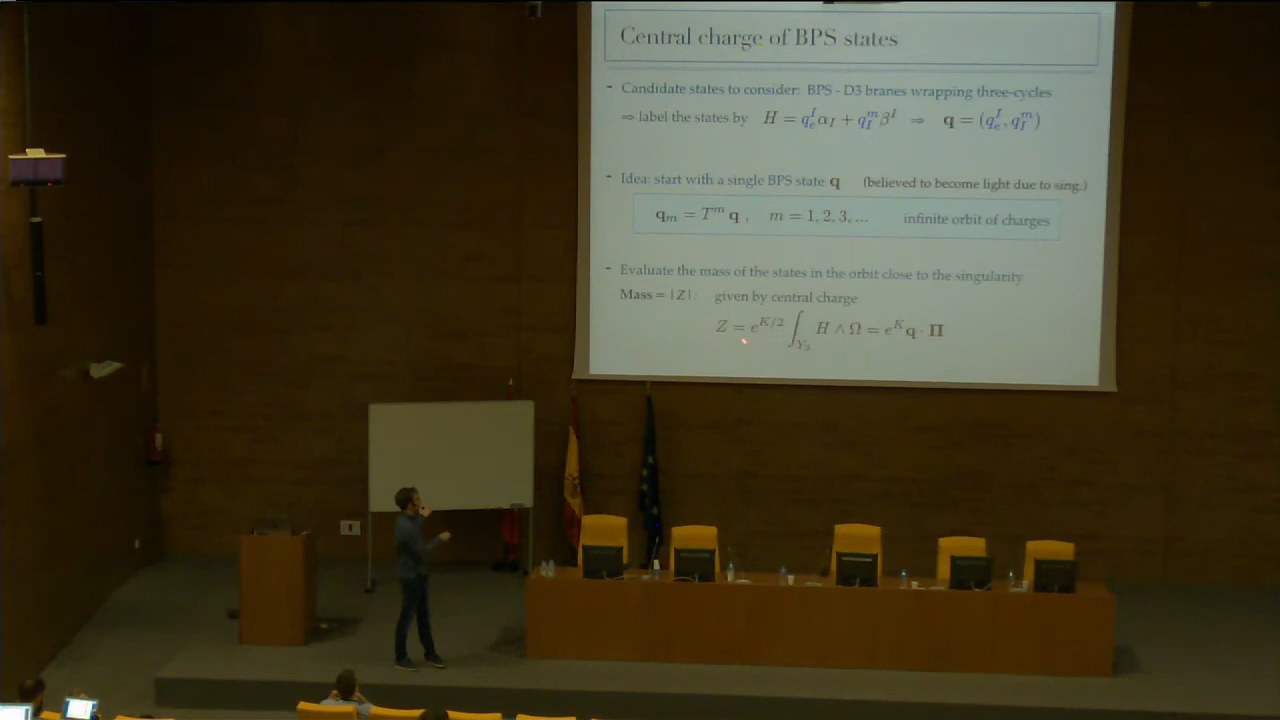 Central charge of BPS states
- Candidate states to consider: BPS - D3 branes wrapping three-cycles
⇒ label the states by H = q_e^I α_I + q_I^m β^I ⇒ q = (q_e^I, q_I^m)
- Idea: start with a single BPS state q (believed to become light due to sing.)
q_m = T^m q , m = 1, 2, 3, ... infinite orbit of charges
- Evaluate the mass of the states in the orbit close to the singularity
Mass = |Z|: given by central charge
Z = e^{K/2} ∫_{Y_3} H ∧ Ω = e^K q · Π